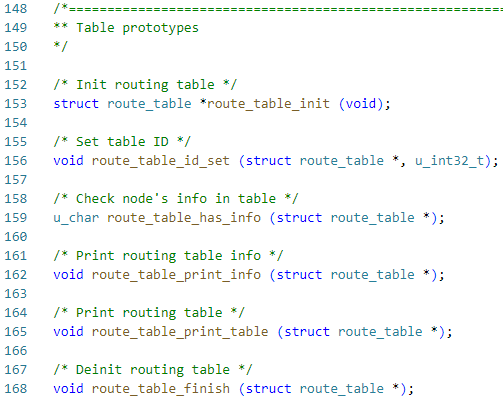 148 /*=========================================================
149 ** Table prototypes
150 */
151
152 /* Init routing table */
153 struct route_table *route_table_init (void);
154
155 /* Set table ID */
156 void route_table_id_set (struct route_table *, u_int32_t);
157
158 /* Check node's info in table */
159 u_char route_table_has_info (struct route_table *);
160
161 /* Print routing table info */
162 void route_table_print_info (struct route_table *);
163
164 /* Print routing table */
165 void route_table_print_table (struct route_table *);
166
167 /* Deinit routing table */
168 void route_table_finish (struct route_table *);